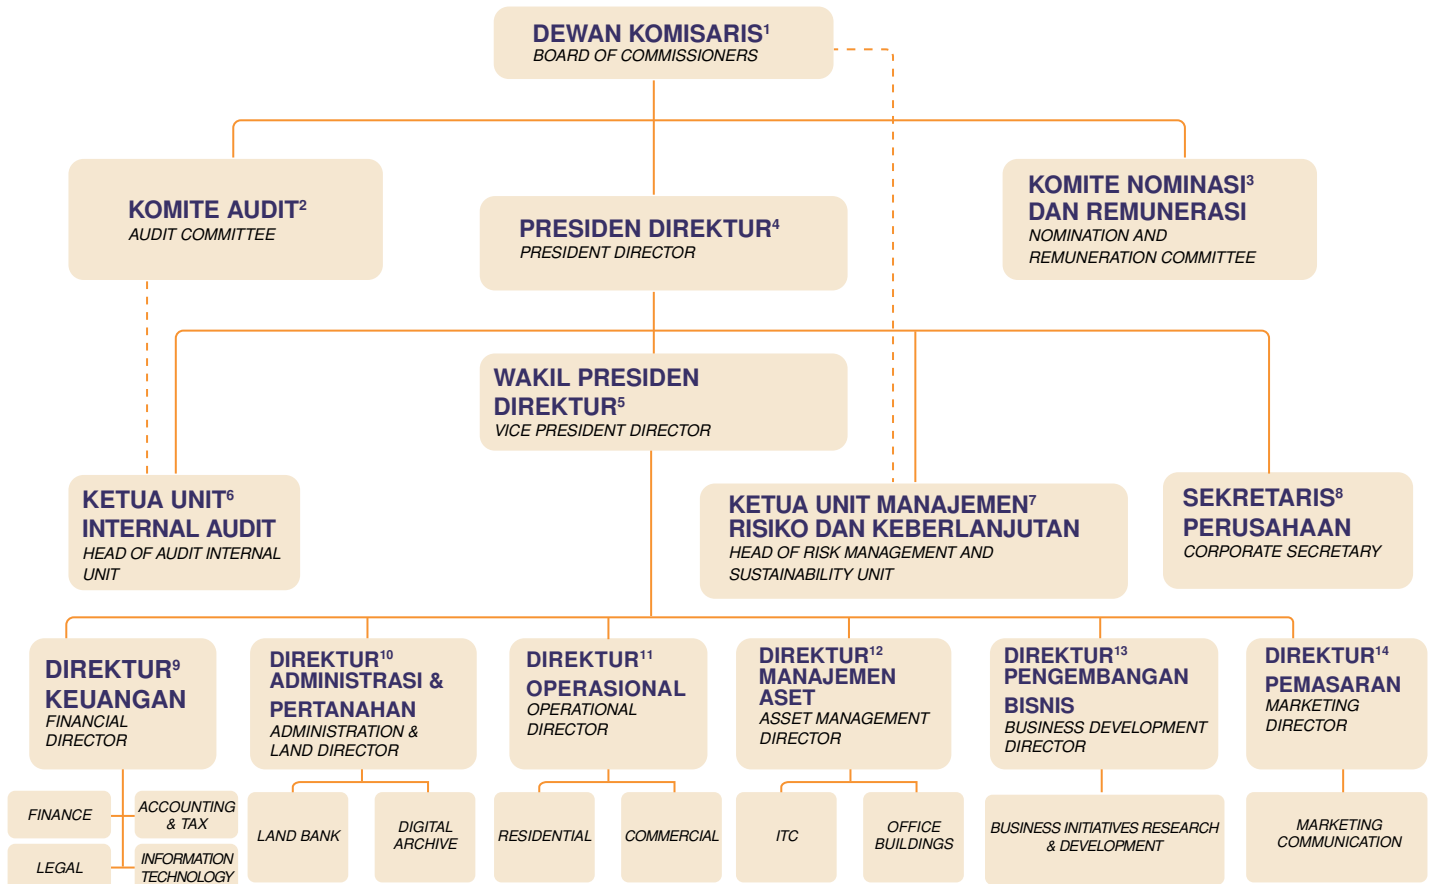 DEWAN KOMISARIS¹
BOARD OF COMMISSIONERS
KOMITE AUDIT²
AUDIT COMMITTEE
PRESIDEN DIREKTUR⁴
PRESIDENT DIRECTOR
KOMITE NOMINASI³
DAN REMUNERASI
NOMINATION AND
REMUNERATION COMMITTEE
WAKIL PRESIDEN
DIREKTUR⁵
VICE PRESIDENT DIRECTOR
KETUA UNIT⁶
INTERNAL AUDIT
HEAD OF AUDIT INTERNAL
UNIT
KETUA UNIT MANAJEMEN⁷
RISIKO DAN KEBERLANJUTAN
HEAD OF RISK MANAGEMENT AND
SUSTAINABILITY UNIT
SEKRETARIS⁸
PERUSAHAAN
CORPORATE SECRETARY
DIREKTUR⁹
KEUANGAN
FINANCIAL
DIRECTOR
DIREKTUR¹⁰
ADMINISTRASI &
PERTANAHAN
ADMINISTRATION &
LAND DIRECTOR
DIREKTUR¹¹
OPERASIONAL
OPERATIONAL
DIRECTOR
DIREKTUR¹²
MANAJEMEN
ASET
ASSET MANAGEMENT
DIRECTOR
DIREKTUR¹³
PENGEMBANGAN
BISNIS
BUSINESS DEVELOPMENT
DIRECTOR
DIREKTUR¹⁴
PEMASARAN
MARKETING
DIRECTOR
FINANCE
ACCOUNTING
& TAX
LEGAL
INFORMATION
TECHNOLOGY
LAND BANK
DIGITAL
ARCHIVE
RESIDENTIAL
COMMERCIAL
ITC
OFFICE
BUILDINGS
BUSINESS INITIATIVES RESEARCH
& DEVELOPMENT
MARKETING
COMMUNICATION